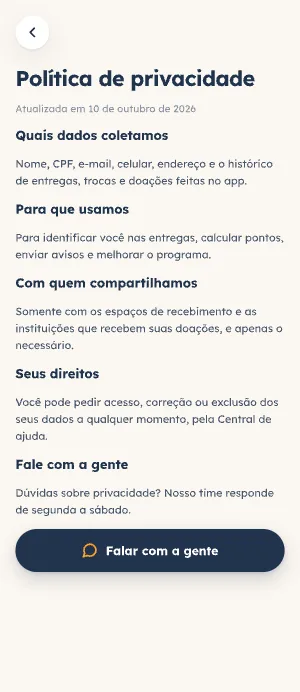 Política de privacidade
Atualizada em 10 de outubro de 2026
Quais dados coletamos
Nome, CPF, e-mail, celular, endereço e o histórico
de entregas, trocas e doações feitas no app.
Para que usamos
Para identificar você nas entregas, calcular pontos,
enviar avisos e melhorar o programa.
Com quem compartilhamos
Somente com os espaços de recebimento e as
instituições que recebem suas doações, e apenas o
necessário.
Seus direitos
Você pode pedir acesso, correção ou exclusão dos
seus dados a qualquer momento, pela Central de
ajuda.
Fale com a gente
Dúvidas sobre privacidade? Nosso time responde
de segunda a sábado.
Falar com a gente